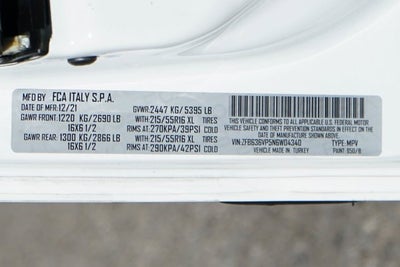 MFD BY FCA ITALY S.P.A.
DATE OF MFR.12/21 GVWR:2447 KG/5395 LB
GAWR FRONT:1220 KG/2690 LB WITH 215/55R16 XL TIRES
16X6 1/2 RIMS AT:270KPA/39PSI COLD
GAWR REAR:1300 KG/2866 LB WITH 215/55R16 XL TIRES
16X6 1/2 RIMS AT:290KPA/42PSI COLD
THIS VEHICLE CONFORMS TO ALL APPLICABLE U.S. FEDERAL MOTOR
VEHICLE SAFETY AND THEFT PREVENTION STANDARDS IN EFFECT ON
THE DATE OF MANUFACTURE SHOWN ABOVE
TYPE: MPV
VEHICLE MADE IN: TURKEY